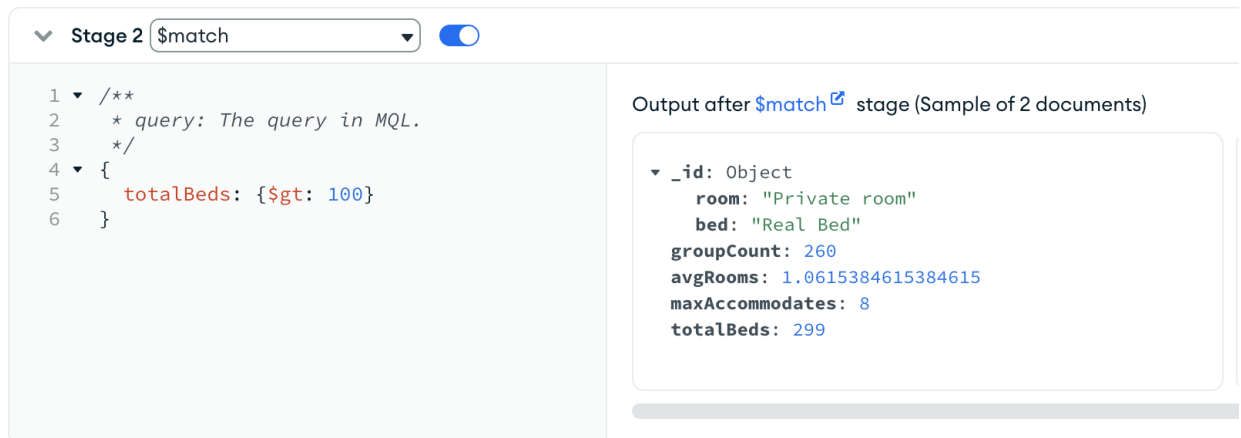 Stage 2 $match
1 /**
2 * query: The query in MQL.
3 */
4 {
5 totalBeds: {$gt: 100}
6 }
Output after $match stage (Sample of 2 documents)
_id: Object
room: "Private room"
bed: "Real Bed"
groupCount: 260
avgRooms: 1.0615384615384615
maxAccommodates: 8
totalBeds: 299